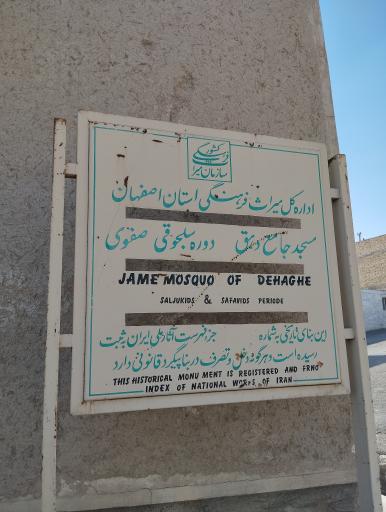 میراث فرهنگی کشور
سازمان
اداره کل میراث فرهنگی استان اصفهان
مسجد جامع دهق دوره سلجوقی صفوی
JAME MOSQUO OF DEHAGHE
SALJUKIDS & SAFAVIDS PERIODE
این بنای تاریخی به شماره جزء فهرست آثار ملی ایران به ثبت
رسیده است و هرگونه دخل و تصرف در بنا پیگرد قانونی دارد
THIS HISTORICAL MONU MENT IS REGISTERED AND FRNO
INDEX OF NATIONAL WORKS OF IRAN